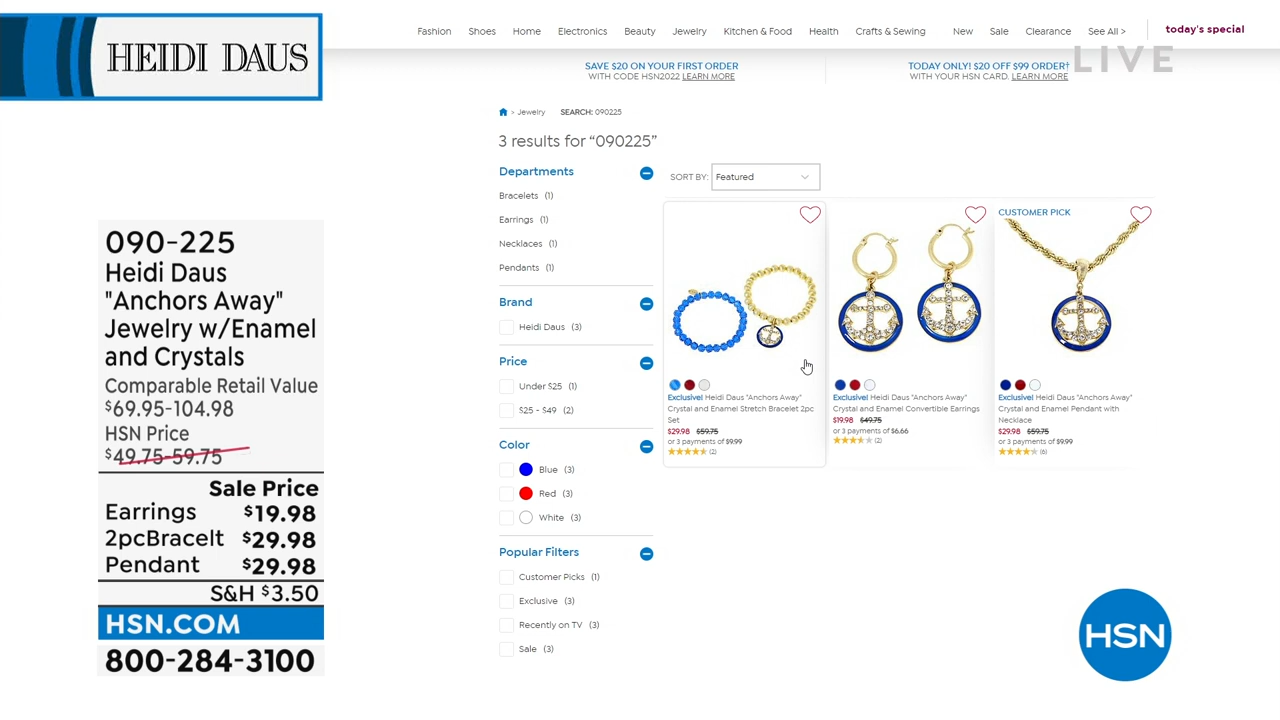 HEIDI DAUS
Fashion Shoes Home Electronics Beauty Jewelry Kitchen & Food Health Crafts & Sewing New Sale Clearance See All > today's special
LIVE
SAVE $20 ON YOUR FIRST ORDER
WITH CODE HSN2022 LEARN MORE
TODAY ONLY! $20 OFF $99 ORDER†
WITH YOUR HSN CARD. LEARN MORE
> Jewelry SEARCH: 090225
3 results for “090225”
Departments
Bracelets (1)
Earrings (1)
Necklaces (1)
Pendants (1)
Brand
Heidi Daus (3)
Price
Under $25 (1)
$25 - $49 (2)
Color
Blue (3)
Red (3)
White (3)
Popular Filters
Customer Picks (1)
Exclusive (3)
Recently on TV (3)
Sale (3)
SORT BY: Featured
Exclusive! Heidi Daus "Anchors Away"
Crystal and Enamel Stretch Bracelet 2pc
Set
$29.98 $59.75
or 3 payments of $9.99
(2)
Exclusive! Heidi Daus "Anchors Away"
Crystal and Enamel Convertible Earrings
$19.98 $49.75
or 3 payments of $6.66
(2)
CUSTOMER PICK
Exclusive! Heidi Daus "Anchors Away"
Crystal and Enamel Pendant with
Necklace
$29.98 $59.75
or 3 payments of $9.99
(6)
090-225
Heidi Daus
"Anchors Away"
Jewelry w/Enamel
and Crystals
Comparable Retail Value
$69.95-104.98
HSN Price
$49.75-59.75
Sale Price
Earrings $19.98
2pcBracelt $29.98
Pendant $29.98
S&H $3.50
HSN.COM
800-284-3100
HSN